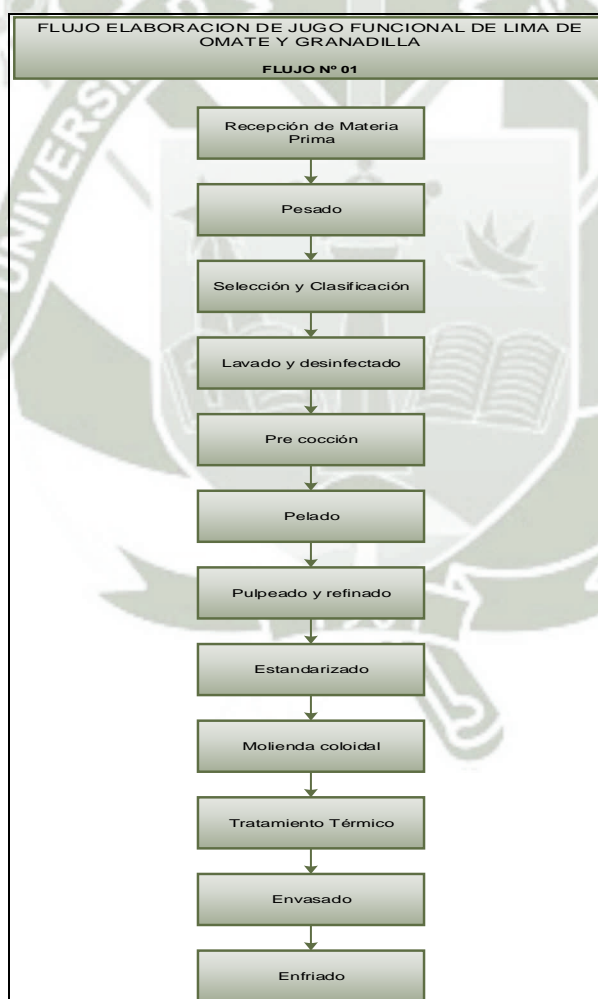 FLUJO ELABORACION DE JUGO FUNCIONAL DE LIMA DE
OMATE Y GRANADILLA
FLUJO Nº 01
Recepción de Materia
Prima
Pesado
Selección y Clasificación
Lavado y desinfectado
Pre cocción
Pelado
Pulpeado y refinado
Estandarizado
Molienda coloidal
Tratamiento Térmico
Envasado
Enfriado